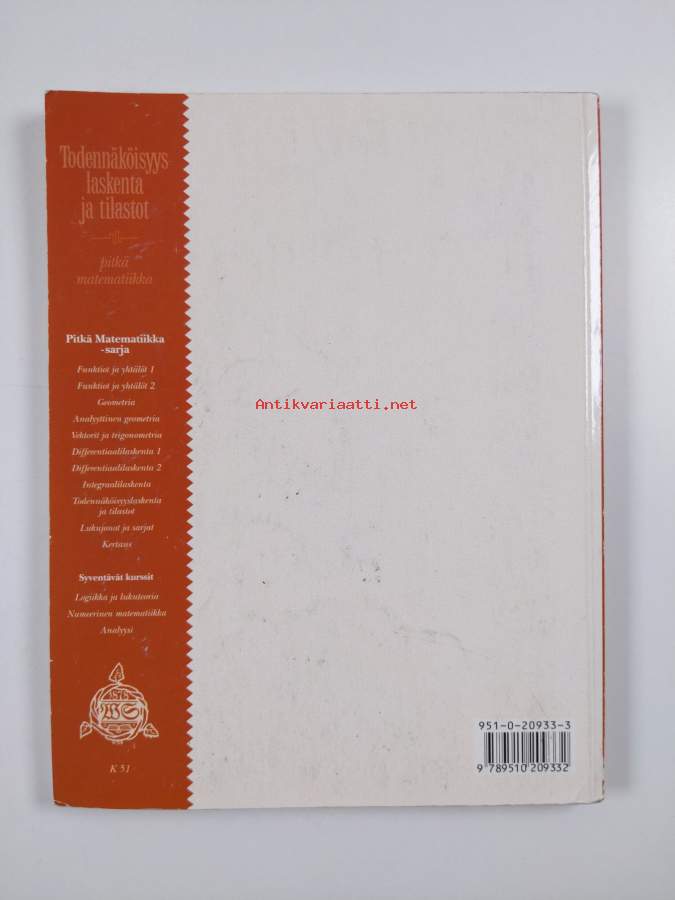 Todennäköisyys
laskenta
ja tilastot
pitkä
matematiikka
Pitkä Matematiikka
-sarja
Funktiot ja yhtälöt 1
Funktiot ja yhtälöt 2
Geometria
Analyyttinen geometria
Vektorit ja trigonometria
Differentiaalilaskenta 1
Differentiaalilaskenta 2
Integraalilaskenta
Todennäköisyyslaskenta
ja tilastot
Lukujonot ja sarjat
Kertaus
Syventävät kurssit
Logiikka ja lukuteoria
Numeerinen matematiikka
Analyysi
WS
K 51
Antikvariaatti.net
951-0-20933-3
9 789510 209332